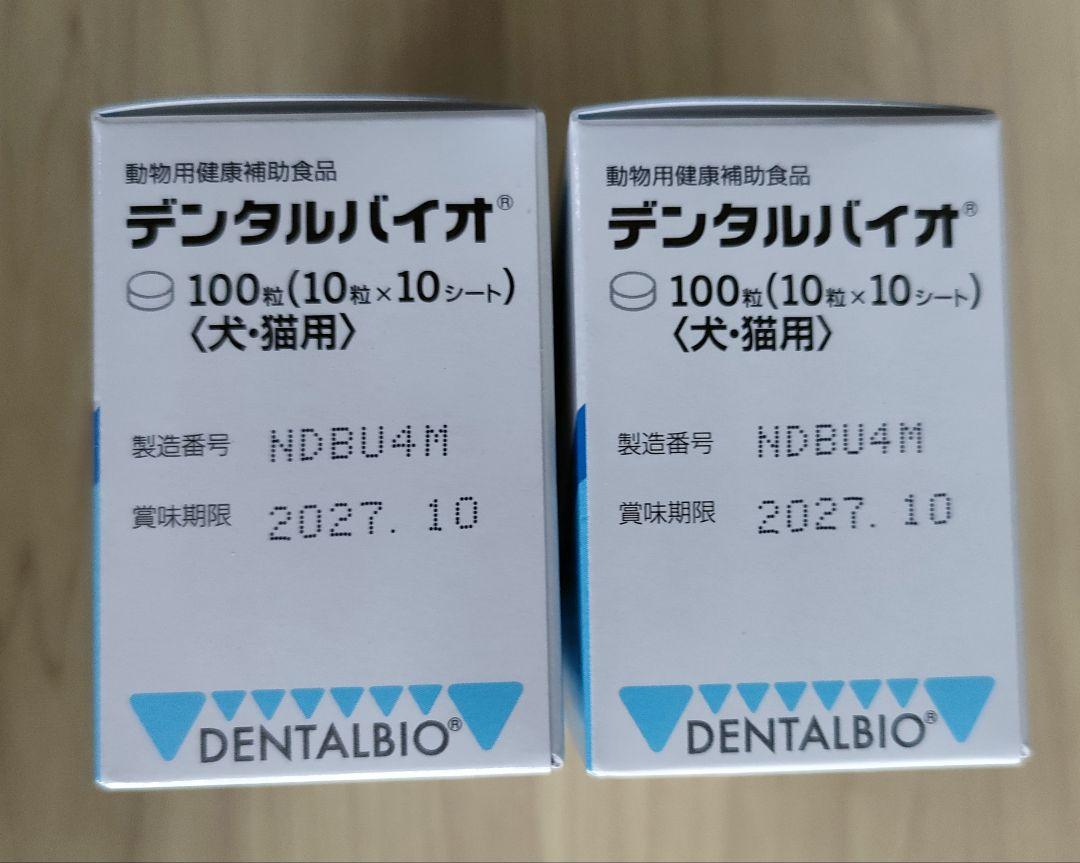 動物用健康補助食品
デンタルバイオ®
100粒(10粒×10シート)
〈犬・猫用〉
製造番号 NDBU4M
賞味期限 2027. 10
DENTALBIO®
動物用健康補助食品
デンタルバイオ®
100粒(10粒×10シート)
〈犬・猫用〉
製造番号 NDBU4M
賞味期限 2027. 10
DENTALBIO®